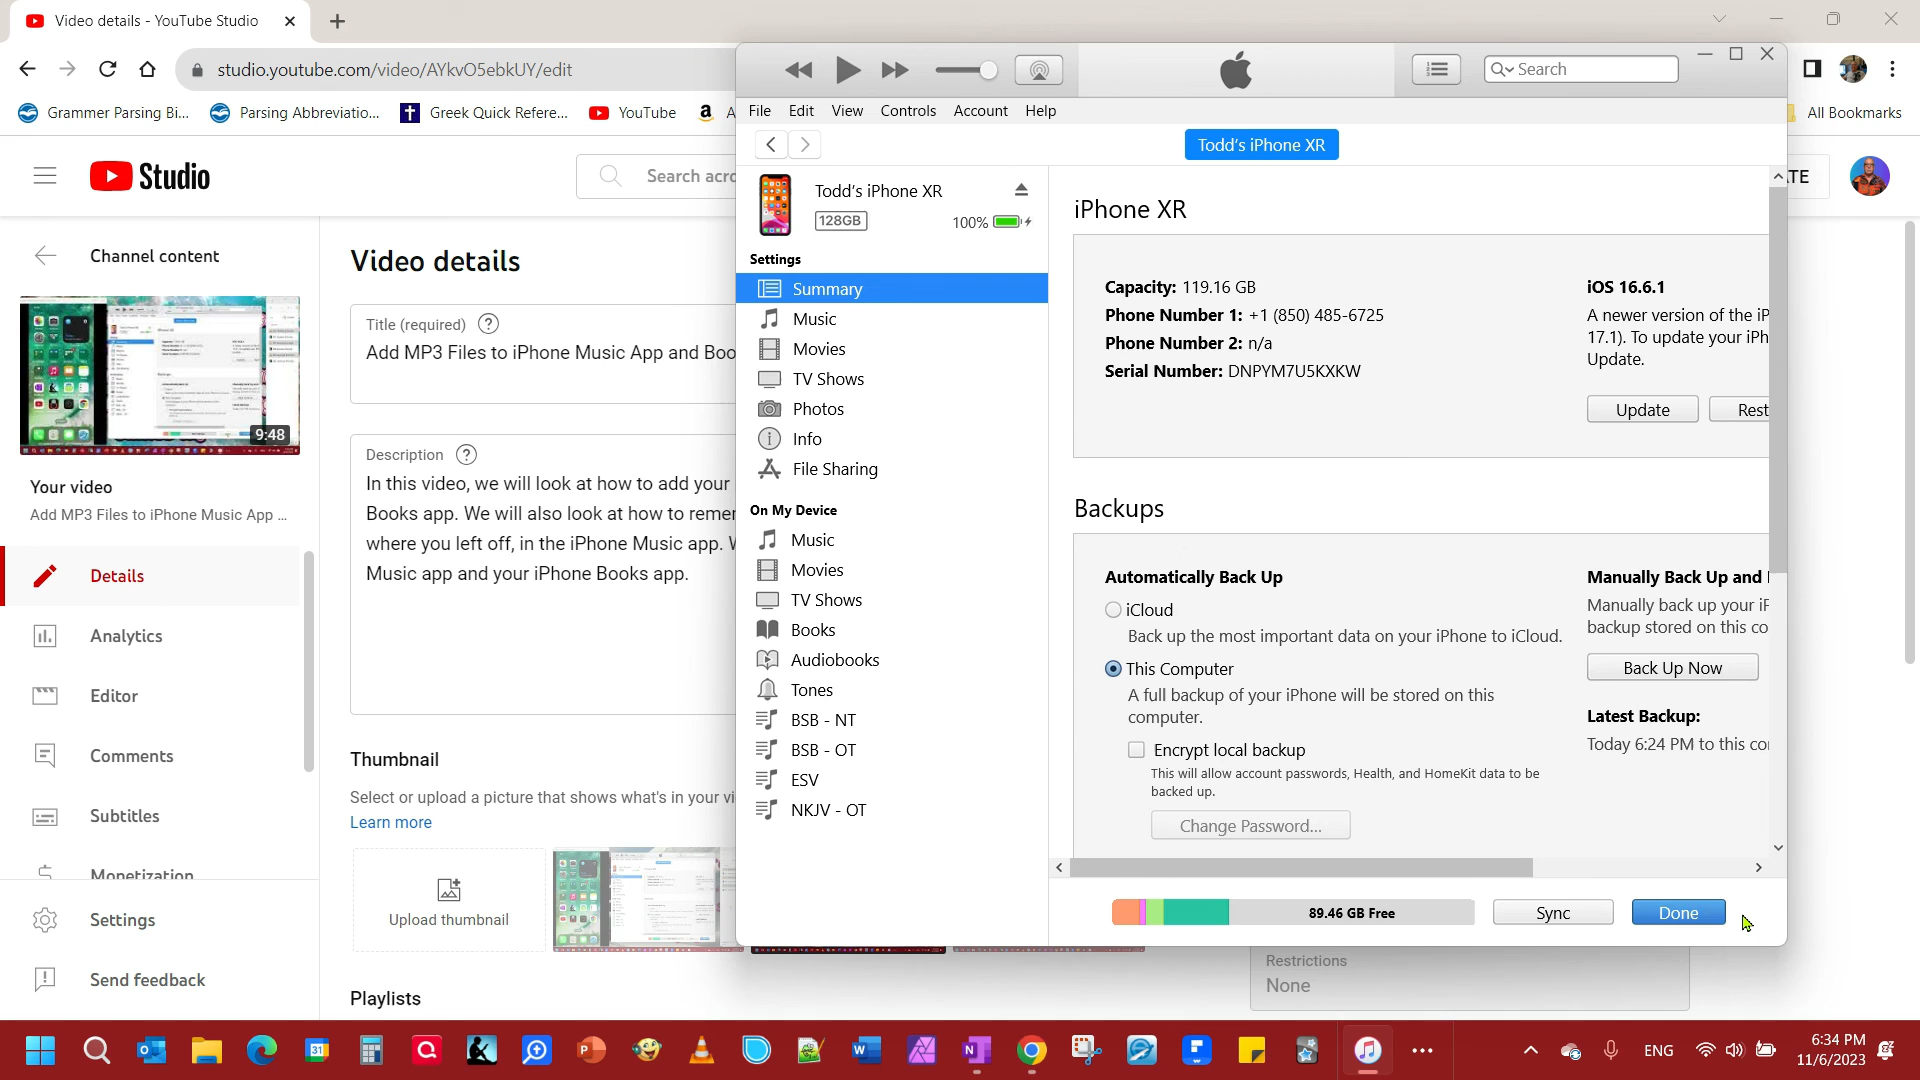 Video details - YouTube Studio
studio.youtube.com/video/AYkvO5ebkUY/edit
Grammer Parsing Bi...
Parsing Abbreviatio...
Greek Quick Refere...
YouTube
a A
All Bookmarks
Studio
Search acro
TE
Channel content
9:48
Your video
Add MP3 Files to iPhone Music App ...
Details
Analytics
Editor
Comments
Subtitles
Monetization
Settings
Send feedback
Video details
Title (required)
Add MP3 Files to iPhone Music App and Boo
Description
In this video, we will look at how to add your
Books app. We will also look at how to remem
where you left off, in the iPhone Music app. W
Music app and your iPhone Books app.
Thumbnail
Select or upload a picture that shows what's in your vi
Learn more
Upload thumbnail
Playlists
Restrictions
None
Search
File Edit View Controls Account Help
Todd's iPhone XR
Todd's iPhone XR
128GB 100%
Settings
Summary
Music
Movies
TV Shows
Photos
Info
File Sharing
On My Device
Music
Movies
TV Shows
Books
Audiobooks
Tones
BSB - NT
BSB - OT
ESV
NKJV - OT
iPhone XR
Capacity: 119.16 GB
Phone Number 1: +1 (850) 485-6725
Phone Number 2: n/a
Serial Number: DNPYM7U5KXKW
iOS 16.6.1
A newer version of the iP
17.1). To update your iPh
Update.
Update
Rest
Backups
Automatically Back Up
iCloud
Back up the most important data on your iPhone to iCloud.
This Computer
A full backup of your iPhone will be stored on this
computer.
Encrypt local backup
This will allow account passwords, Health, and HomeKit data to be
backed up.
Change Password...
Manually Back Up and
Manually back up your iF
backup stored on this co
Back Up Now
Latest Backup:
Today 6:24 PM to this co
89.46 GB Free
Sync
Done
ENG
6:34 PM
11/6/2023